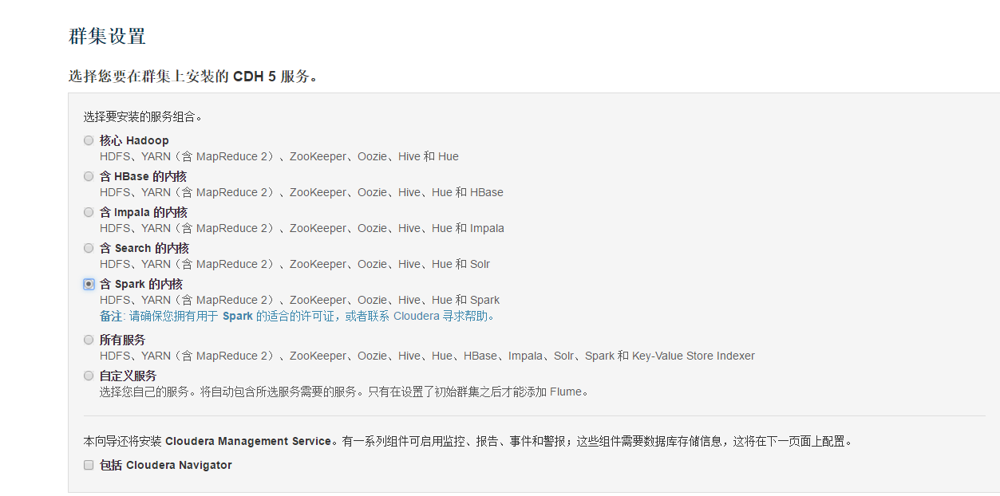 群集设置
选择您要在群集上安装的 CDH 5 服务。
选择要安装的服务组合。
核心 Hadoop
HDFS、YARN（含 MapReduce 2）、ZooKeeper、Oozie、Hive 和 Hue
含 HBase 的内核
HDFS、YARN（含 MapReduce 2）、ZooKeeper、Oozie、Hive、Hue 和 HBase
含 Impala 的内核
HDFS、YARN（含 MapReduce 2）、ZooKeeper、Oozie、Hive、Hue 和 Impala
含 Search 的内核
HDFS、YARN（含 MapReduce 2）、ZooKeeper、Oozie、Hive、Hue 和 Solr
含 Spark 的内核
HDFS、YARN（含 MapReduce 2）、ZooKeeper、Oozie、Hive、Hue 和 Spark
备注: 请确保您拥有用于 Spark 的适合的许可证，或者联系 Cloudera 寻求帮助。
所有服务
HDFS、YARN（含 MapReduce 2）、ZooKeeper、Oozie、Hive、Hue、HBase、Impala、Solr、Spark 和 Key-Value Store Indexer
自定义服务
选择您自己的服务。将自动包含所选服务需要的服务。只有在设置了初始群集之后才能添加 Flume。
本向导还将安装 Cloudera Management Service。有一系列组件可启用监控、报告、事件和警报；这些组件需要数据库存储信息，这将在下一页面上配置。
包括 Cloudera Navigator